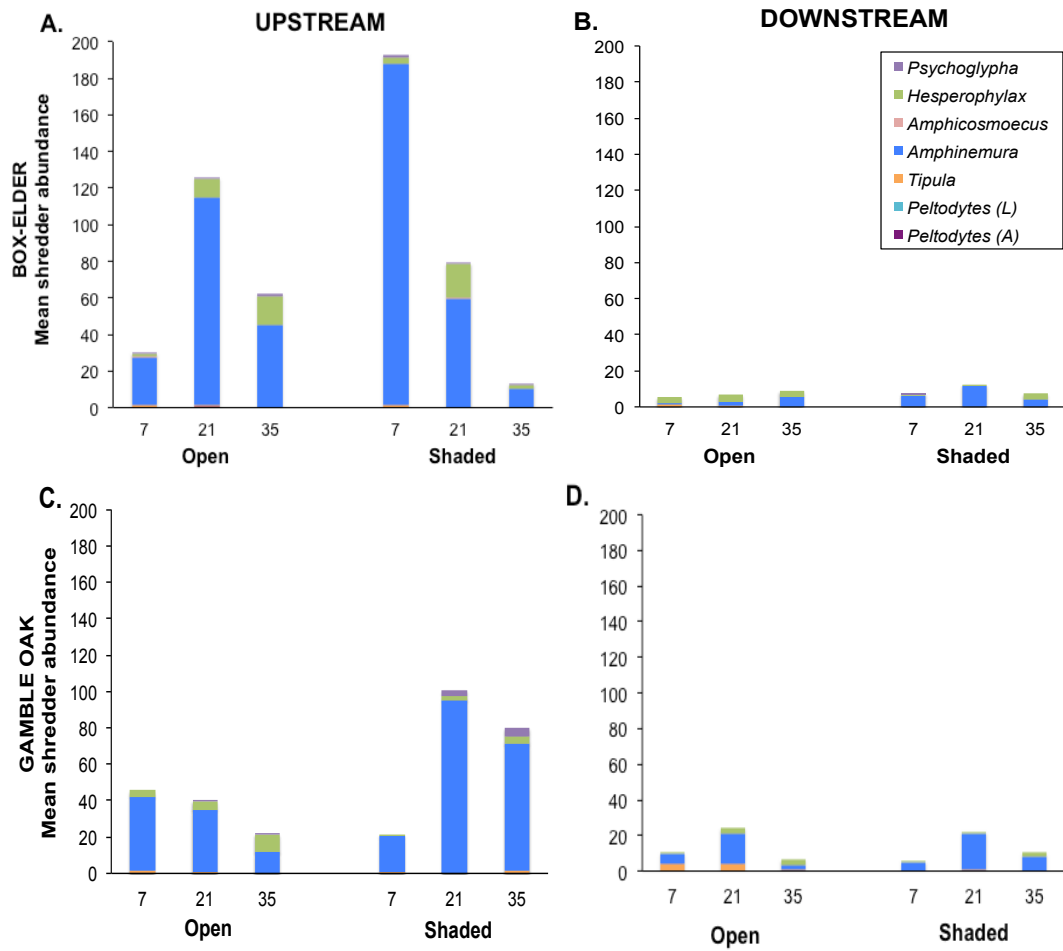 A. UPSTREAM
BOX-ELDER
Mean shredder abundance
200
180
160
140
120
100
80
60
40
20
0
7 21 35 7 21 35
Open Shaded
B. DOWNSTREAM
200
180
160
140
120
100
80
60
40
20
0
Psychoglypha
Hesperophylax
Amphicosmoecus
Amphinemura
Tipula
Peltodytes (L)
Peltodytes (A)
7 21 35 7 21 35
Open Shaded
C.
GAMBLE OAK
Mean shredder abundance
200
180
160
140
120
100
80
60
40
20
0
7 21 35 7 21 35
Open Shaded
D.
200
180
160
140
120
100
80
60
40
20
0
7 21 35 7 21 35
Open Shaded